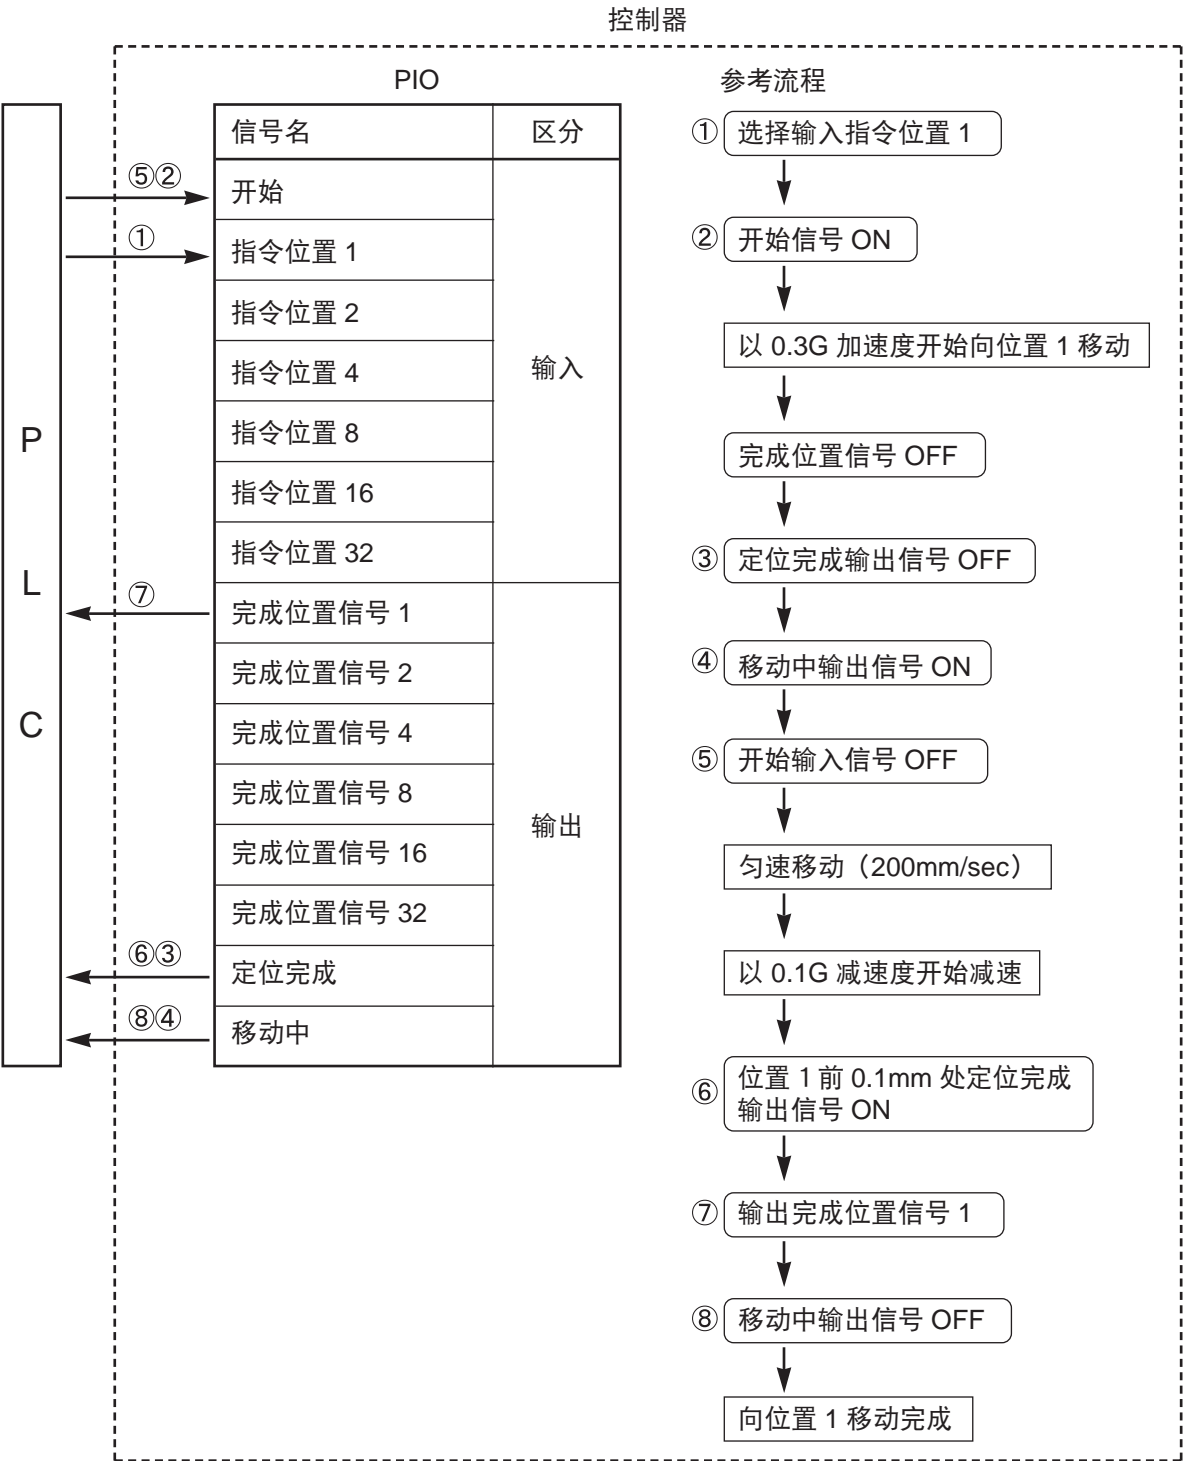 控制器
PIO
信号名
区分
⑤②
开始
①
指令位置 1
指令位置 2
指令位置 4
指令位置 8
指令位置 16
指令位置 32
输入
⑦
完成位置信号 1
完成位置信号 2
完成位置信号 4
完成位置信号 8
完成位置信号 16
完成位置信号 32
⑥③
定位完成
⑧④
移动中
输出
P
L
C
参考流程
① 选择输入指令位置 1
② 开始信号 ON
以 0.3G 加速度开始向位置 1 移动
完成位置信号 OFF
③ 定位完成输出信号 OFF
④ 移动中输出信号 ON
⑤ 开始输入信号 OFF
匀速移动（200mm/sec）
以 0.1G 减速度开始减速
⑥ 位置 1 前 0.1mm 处定位完成
输出信号 ON
⑦ 输出完成位置信号 1
⑧ 移动中输出信号 OFF
向位置 1 移动完成